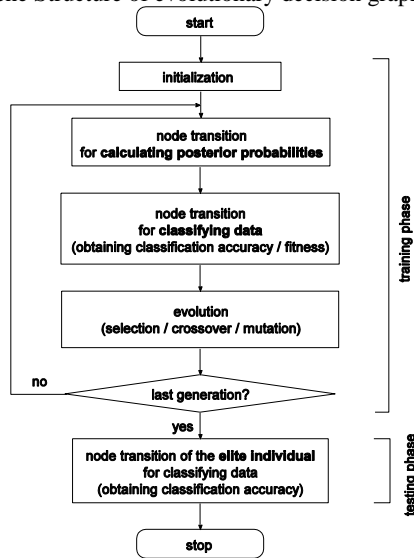 the Structure of evolutionary decision grap
start
initialization
node transition
for calculating posterior probabilities
node transition
for classifying data
(obtaining classification accuracy / fitness)
evolution
(selection / crossover / mutation)
no
last generation?
yes
node transition of the elite individual
for classifying data
(obtaining classification accuracy)
stop
training phase
testing phase